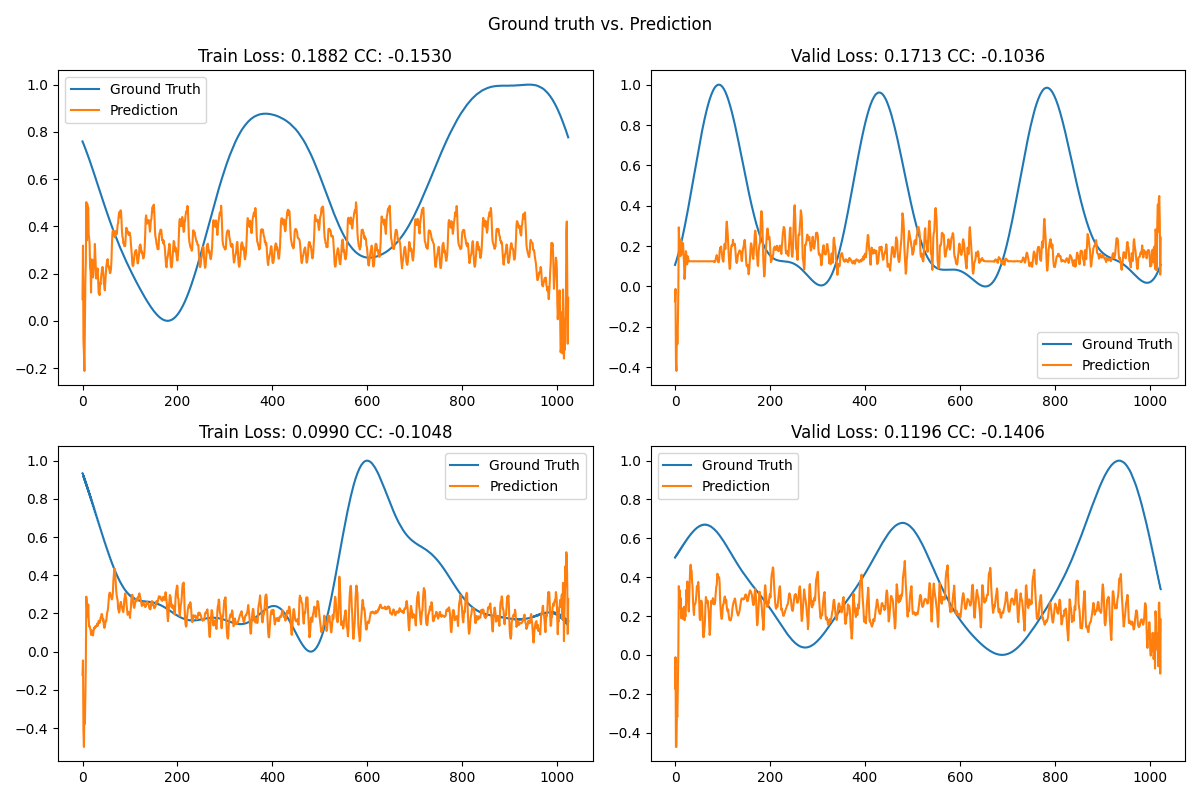 Ground truth vs. Prediction
Train Loss: 0.1882 CC: -0.1530
Ground Truth
Prediction
1.0
0.8
0.6
0.4
0.2
0.0
−0.2
0 200 400 600 800 1000
Valid Loss: 0.1713 CC: -0.1036
1.0
0.8
0.6
0.4
0.2
0.0
−0.2
−0.4
Ground Truth
Prediction
0 200 400 600 800 1000
Train Loss: 0.0990 CC: -0.1048
Ground Truth
Prediction
1.0
0.8
0.6
0.4
0.2
0.0
−0.2
−0.4
0 200 400 600 800 1000
Valid Loss: 0.1196 CC: -0.1406
Ground Truth
Prediction
1.0
0.8
0.6
0.4
0.2
0.0
−0.2
−0.4
0 200 400 600 800 1000